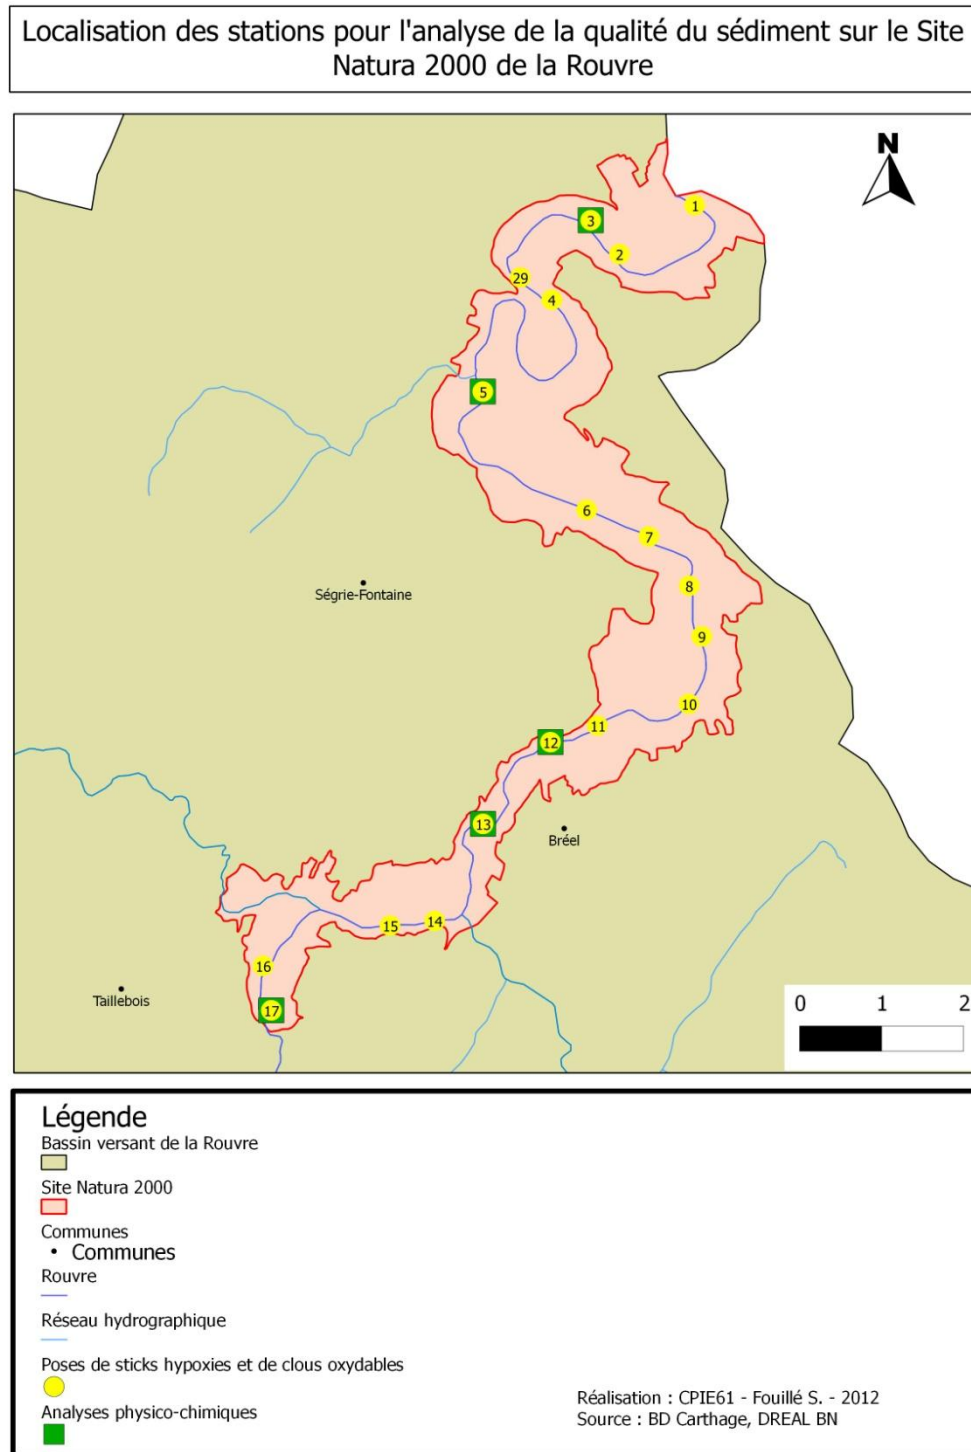 Localisation des stations pour l'analyse de la qualité du sédiment sur le Site
Natura 2000 de la Rouvre
N
1
3
2
29
4
5
6
7
Ségrie-Fontaine
8
9
10
11
12
13
Bréel
15
14
16
Taillebois
17
0 1 2
Légende
Bassin versant de la Rouvre
Site Natura 2000
Communes
Communes
Rouvre
Réseau hydrographique
Poses de sticks hypoxies et de clous oxydables
Analyses physico-chimiques
Réalisation : CPIE61 - Fouillé S. - 2012
Source : BD Carthage, DREAL BN